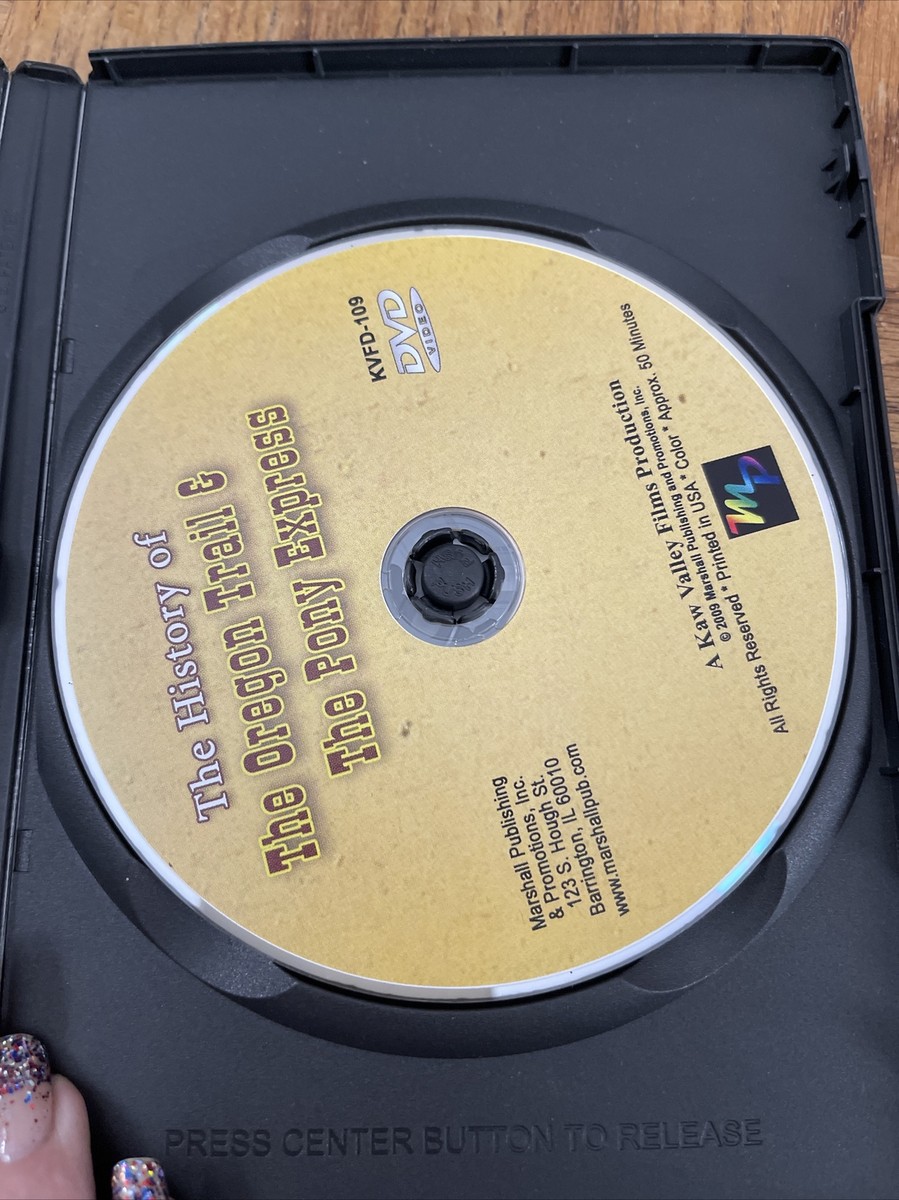 The History of
The Oregon Trail &
The Pony Express
KVFD-109
DVD
VIDEO
Marshall Publishing
& Promotions, Inc.
123 S. Hough St.
Barrington, IL 60010
www.marshallpub.com
A Kaw Valley Films Production
© 2009 Marshall Publishing and Promotions, Inc.
All Rights Reserved * Printed in USA * Color * Approx. 50 Minutes
mp
PRESS CENTER BUTTON TO RELEASE